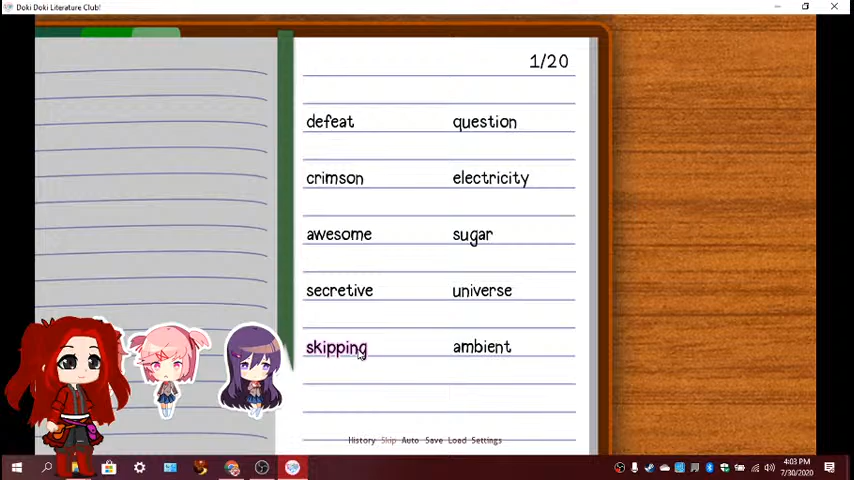 Doki Doki Literature Club!
1/20
defeat question
crimson electricity
awesome sugar
secretive universe
skipping ambient
History Skip Auto Save Load Settings
4:03 PM
7/30/2020